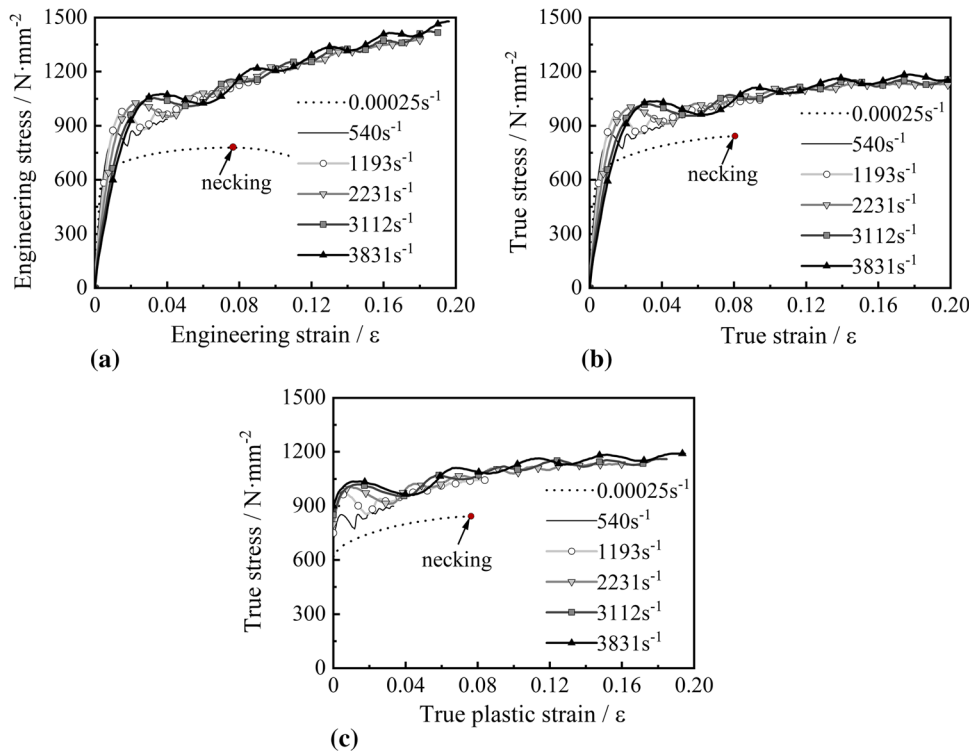 1500
1200
900
600
300
0
0
0.04
0.08
0.12
0.16
0.20
Engineering stress / N·mm⁻²
Engineering strain / ε
necking
0.00025s⁻¹
540s⁻¹
1193s⁻¹
2231s⁻¹
3112s⁻¹
3831s⁻¹
(a)
1500
1200
900
600
300
0
0
0.04
0.08
0.12
0.16
0.20
True stress / N·mm⁻²
True strain / ε
necking
0.00025s⁻¹
540s⁻¹
1193s⁻¹
2231s⁻¹
3112s⁻¹
3831s⁻¹
(b)
1500
1200
900
600
300
0
0
0.04
0.08
0.12
0.16
0.20
True stress / N·mm⁻²
True plastic strain / ε
necking
0.00025s⁻¹
540s⁻¹
1193s⁻¹
2231s⁻¹
3112s⁻¹
3831s⁻¹
(c)